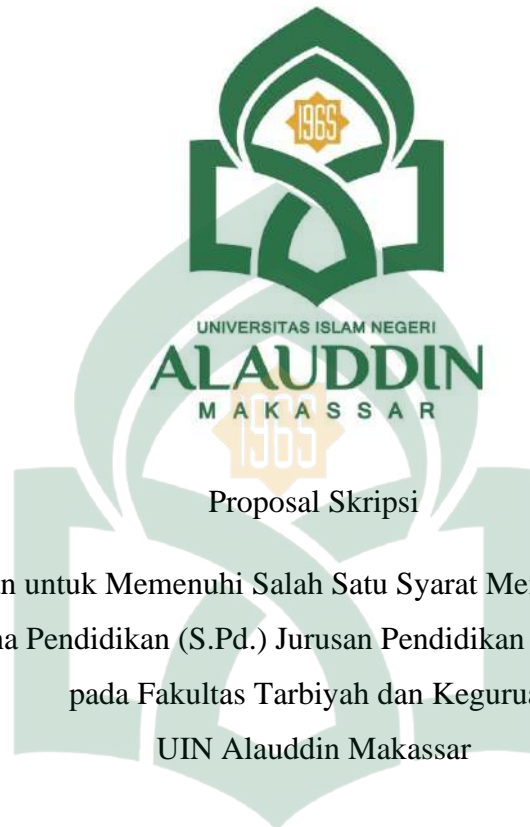 1965
UNIVERSITAS ISLAM NEGERI
ALAUDDIN
MAKASSAR
1965
Proposal Skripsi
untuk Memenuhi Salah Satu Syarat
Pendidikan (S.Pd.) Jurusan Pendidikan
pada Fakultas Tarbiyah dan
UIN Alauddin Makassar